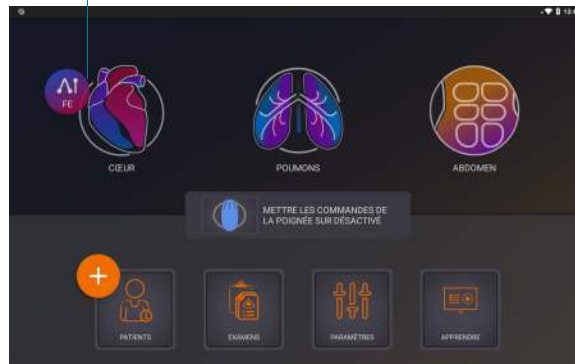 AI
FE
CŒUR
POUMONS
ABDOMEN
METTRE LES COMMANDES DE
LA POIGNÉE SUR DÉSACTIVÉ
PATIENTS
EXAMENS
PARAMÈTRES
APPRENDRE